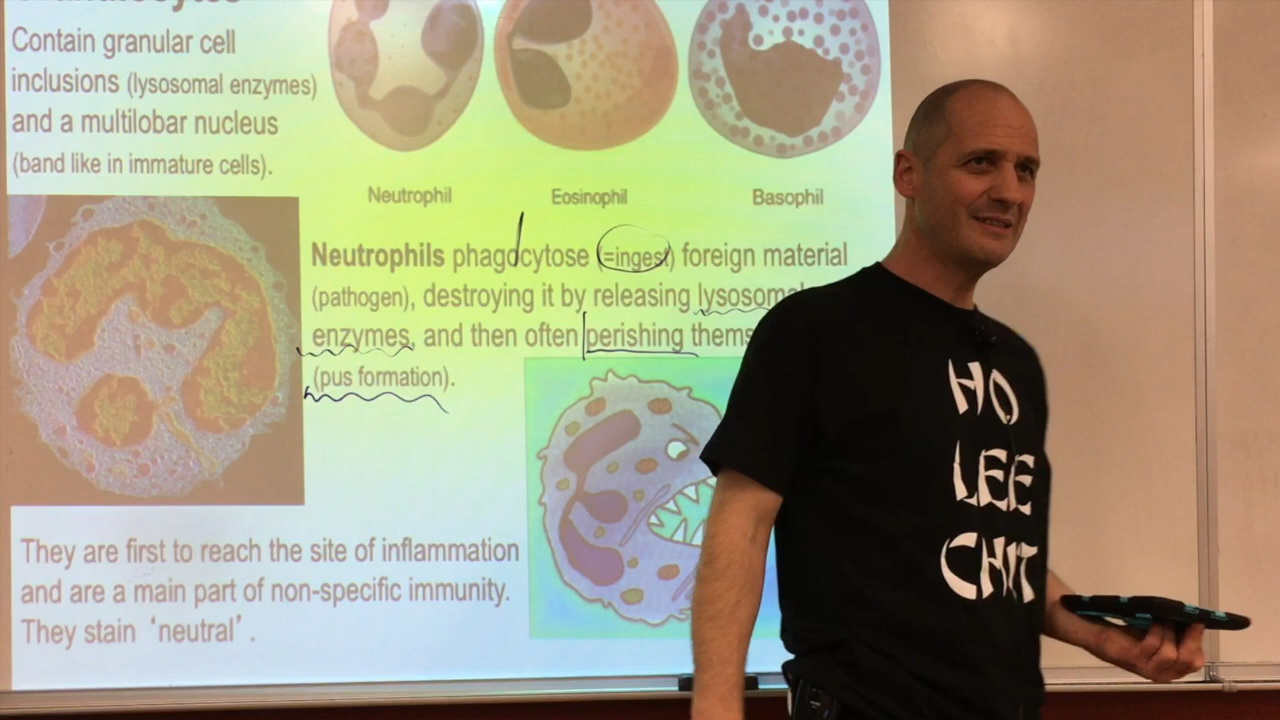 Contain granular cell
inclusions (lysosomal enzymes)
and a multilobar nucleus
(band like in immature cells).
Neutrophil
Eosinophil
Basophil
Neutrophils phagocytose (=ingest) foreign material
(pathogen), destroying it by releasing lysosomal
enzymes, and then often perishing
(pus formation).
They are first to reach the site of inflammation
and are a main part of non-specific immunity.
They stain ‘neutral’.
HO
LEE
CHIT